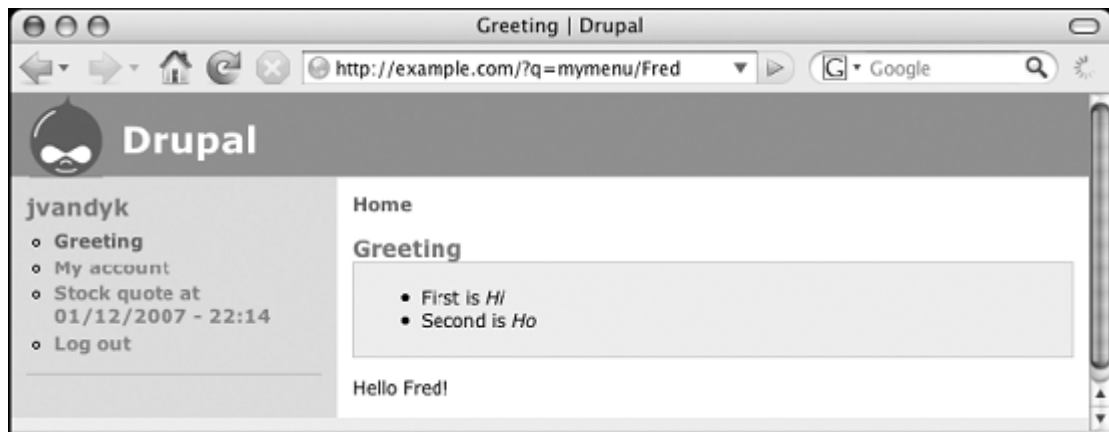 Greeting | Drupal
http://example.com/?q=mymenu/Fred
G Google
Drupal
jvandyk
Greeting
My account
Stock quote at
01/12/2007 - 22:14
Log out
Home
Greeting
First is Hi
Second is Ho
Hello Fred!